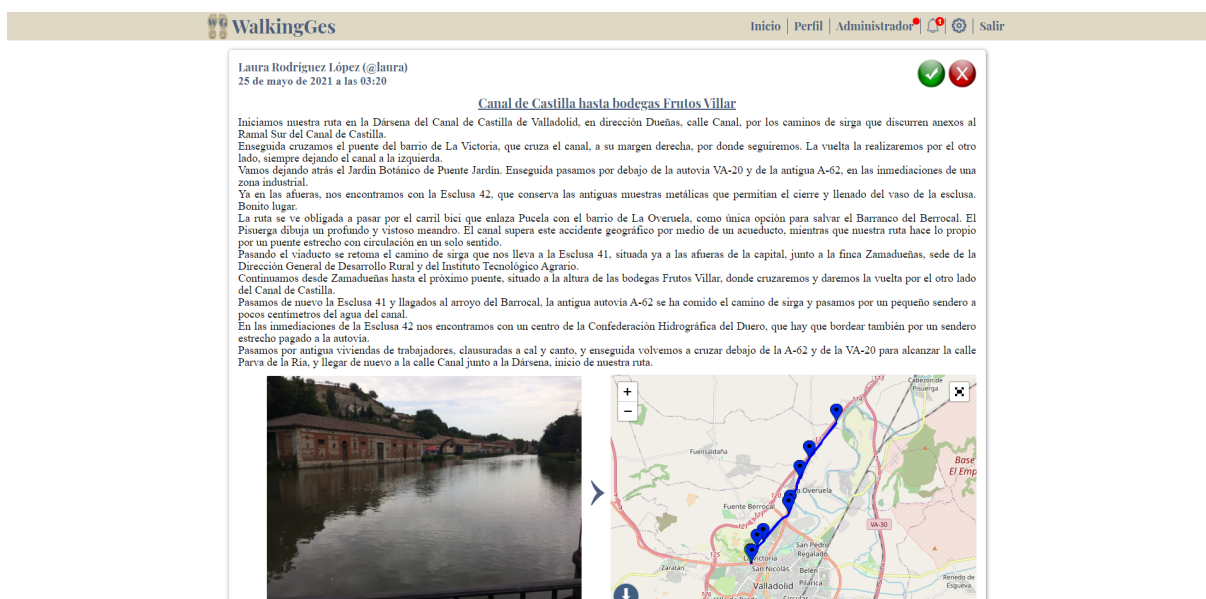 WG WalkingGes
Inicio | Perfil | Administrador | | | Salir
Laura Rodríguez López (@laura)
25 de mayo de 2021 a las 03:20
Canal de Castilla hasta bodegas Frutos Villar
Iniciamos nuestra ruta en la Dársena del Canal de Castilla de Valladolid, en dirección Dueñas, calle Canal, por los caminos de sirga que discurren anexos al
Ramal Sur del Canal de Castilla.
Enseguida cruzamos el puente del barrio de La Victoria, que cruza el canal, a su margen derecha, por donde seguiremos. La vuelta la realizaremos por el otro
lado, siempre dejando el canal a la izquierda.
Vamos dejando atrás el Jardín Botánico de Puente Jardín. Enseguida pasamos por debajo de la autovía VA-20 y de la antigua A-62, en las inmediaciones de una
zona industrial.
Ya en las afueras, nos encontramos con la Esclusa 42, que conserva las antiguas muestras metálicas que permitían el cierre y llenado del vaso de la esclusa.
Bonito lugar.
La ruta se ve obligada a pasar por el carril bici que enlaza Pucela con el barrio de La Overuela, como única opción para salvar el Barranco del Berrocal. El
Pisuerga dibuja un profundo y vistoso meandro. El canal supera este accidente geográfico por medio de un acueducto, mientras que nuestra ruta hace lo propio
por un puente estrecho con circulación en un solo sentido.
Pasando el viaducto se retoma el camino de sirga que nos lleva a la Esclusa 41, situada ya a las afueras de la capital, junto a la finca Zamadueñas, sede de la
Dirección General de Desarrollo Rural y del Instituto Tecnológico Agrario.
Continuamos desde Zamadueñas hasta el próximo puente, situado a la altura de las bodegas Frutos Villar, donde cruzaremos y daremos la vuelta por el otro lado
del Canal de Castilla.
Pasamos de nuevo la Esclusa 41 y llagados al arroyo del Barrocal, la antigua autovía A-62 se ha comido el camino de sirga y pasamos por un pequeño sendero a
pocos centímetros del agua del canal.
En las inmediaciones de la Esclusa 42 nos encontramos con un centro de la Confederación Hidrográfica del Duero, que hay que bordear también por un sendero
estrecho pagado a la autovía.
Pasamos por antigua viviendas de trabajadores, clausuradas a cal y canto, y enseguida volvemos a cruzar debajo de la A-62 y de la VA-20 para alcanzar la calle
Parva de la Ría, y llegar de nuevo a la calle Canal junto a la Dársena, inicio de nuestra ruta.
+
−
113
Cabezón de
Pisuerga
114
Fuensaldaña
Base
El Emp
120
Overuela
Fuente Berrocal
121
VA-30
125
San Pedro
Regalado
La Victoria
Zaratán
San Nicolás
Belén
Pilarica
Valladolid
Renedo de
Esgueva
126
Circular